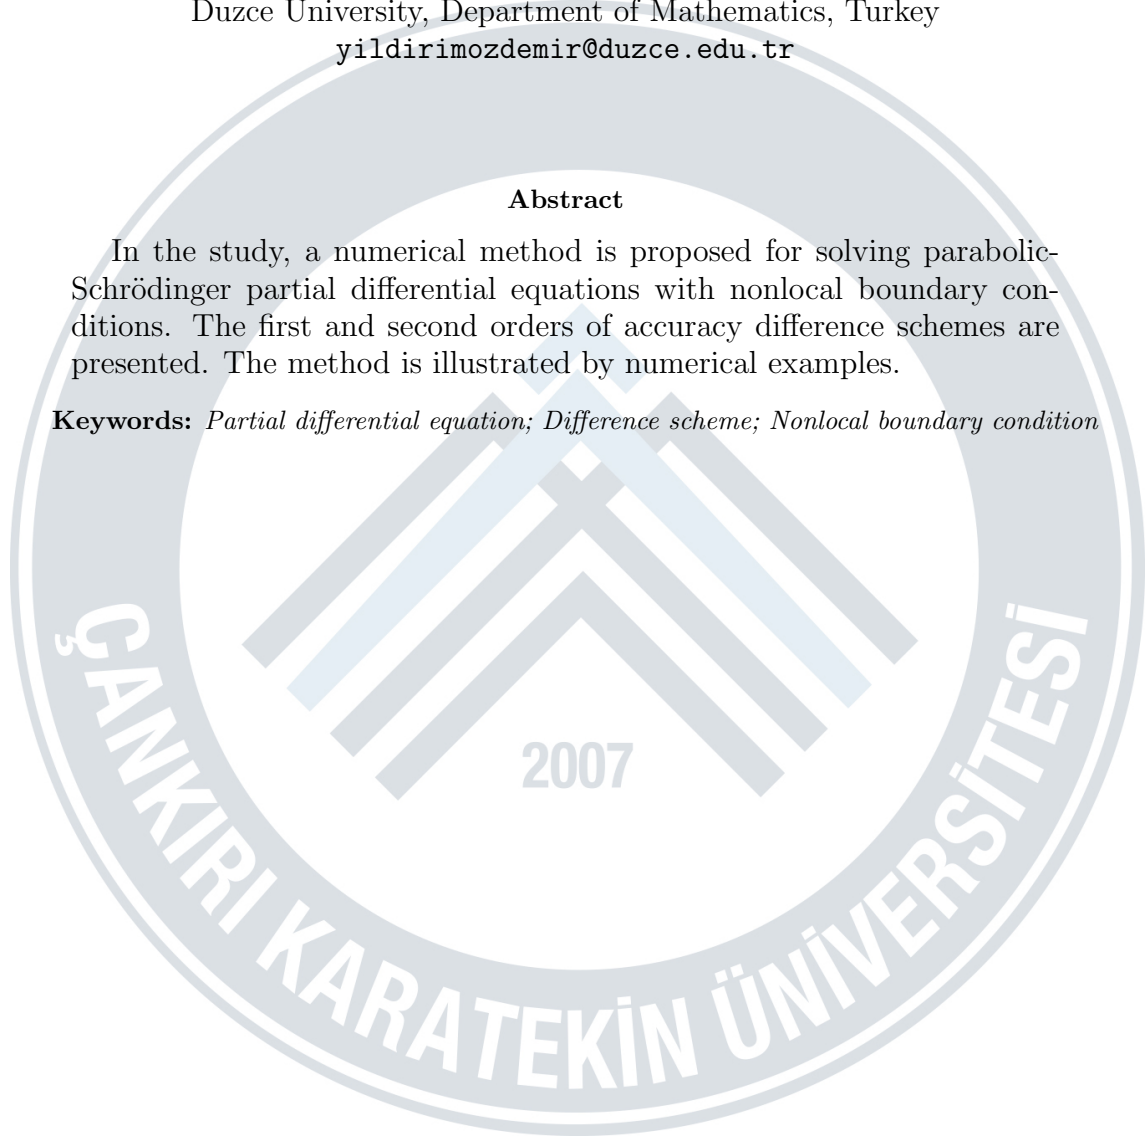 Duzce University, Department of Mathematics, Turkey
yildirimozdemir@duzce.edu.tr
Abstract
In the study, a numerical method is proposed for solving parabolic-
Schrödinger partial differential equations with nonlocal boundary con-
ditions. The first and second orders of accuracy difference schemes are
presented. The method is illustrated by numerical examples.
Keywords: Partial differential equation; Difference scheme; Nonlocal boundary condition
2007
ÇANKIRI KARATEKİN ÜNİVERSİTESİ